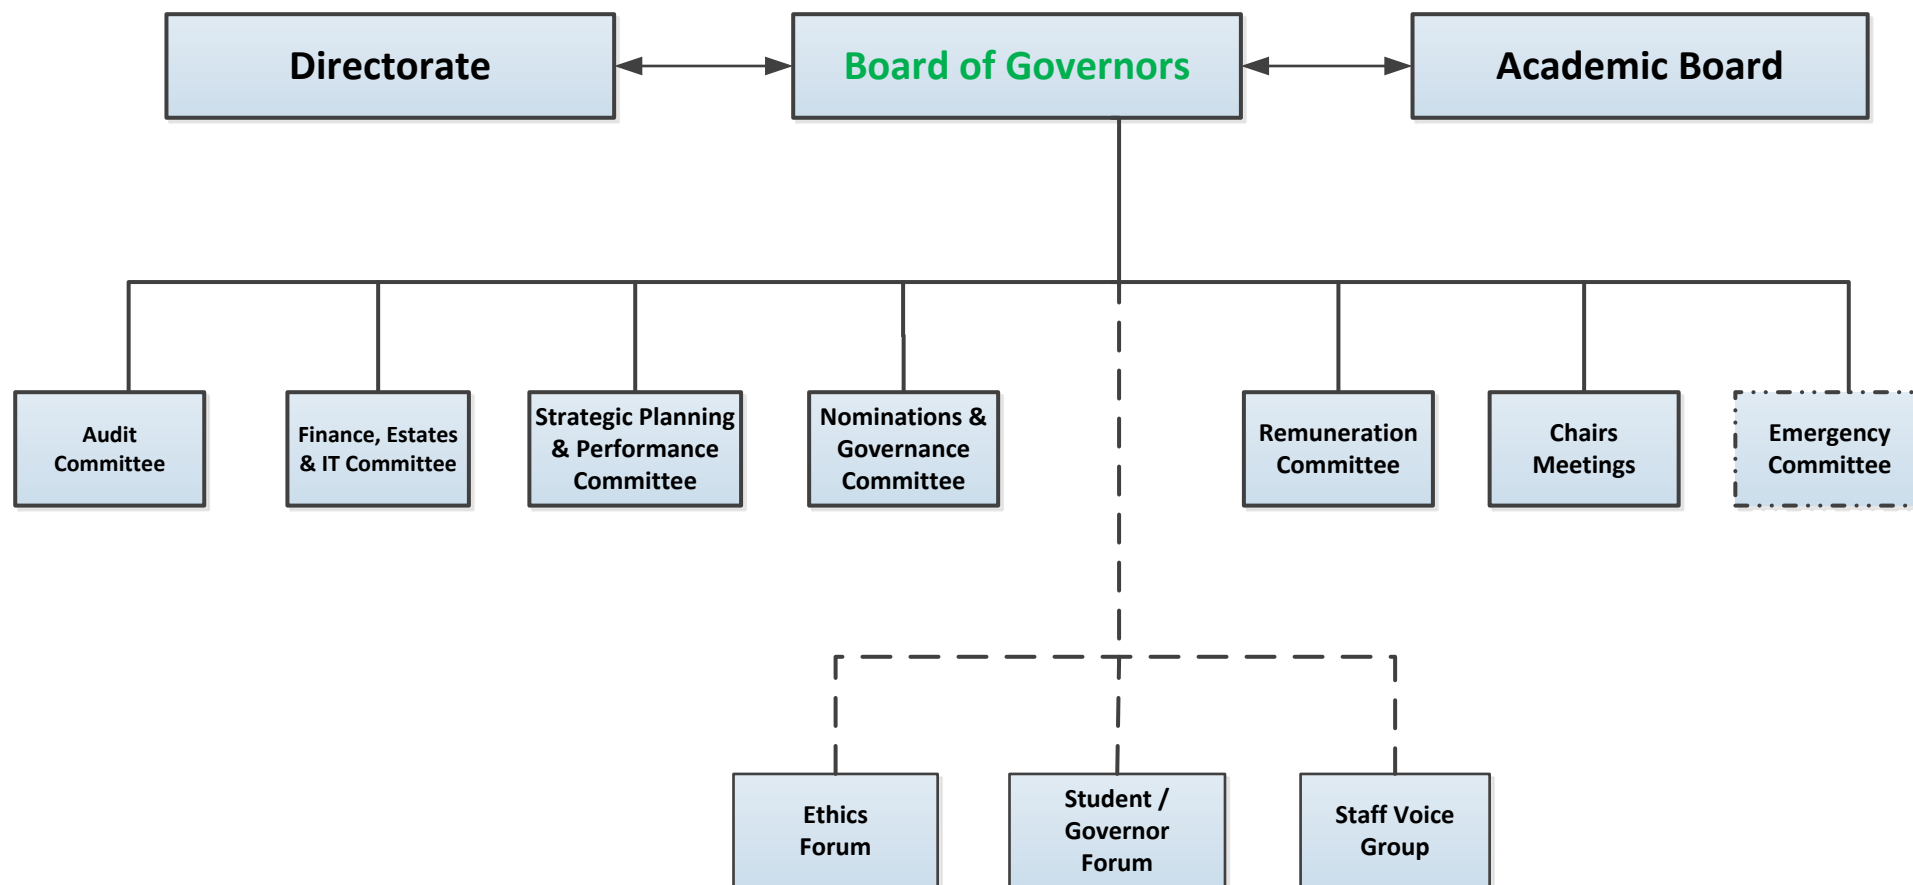 Directorate
Board of Governors
Academic Board
Audit
Committee
Finance, Estates
& IT Committee
Strategic Planning
& Performance
Committee
Nominations &
Governance
Committee
Remuneration
Committee
Chairs
Meetings
Emergency
Committee
Ethics
Forum
Student /
Governor
Forum
Staff Voice
Group